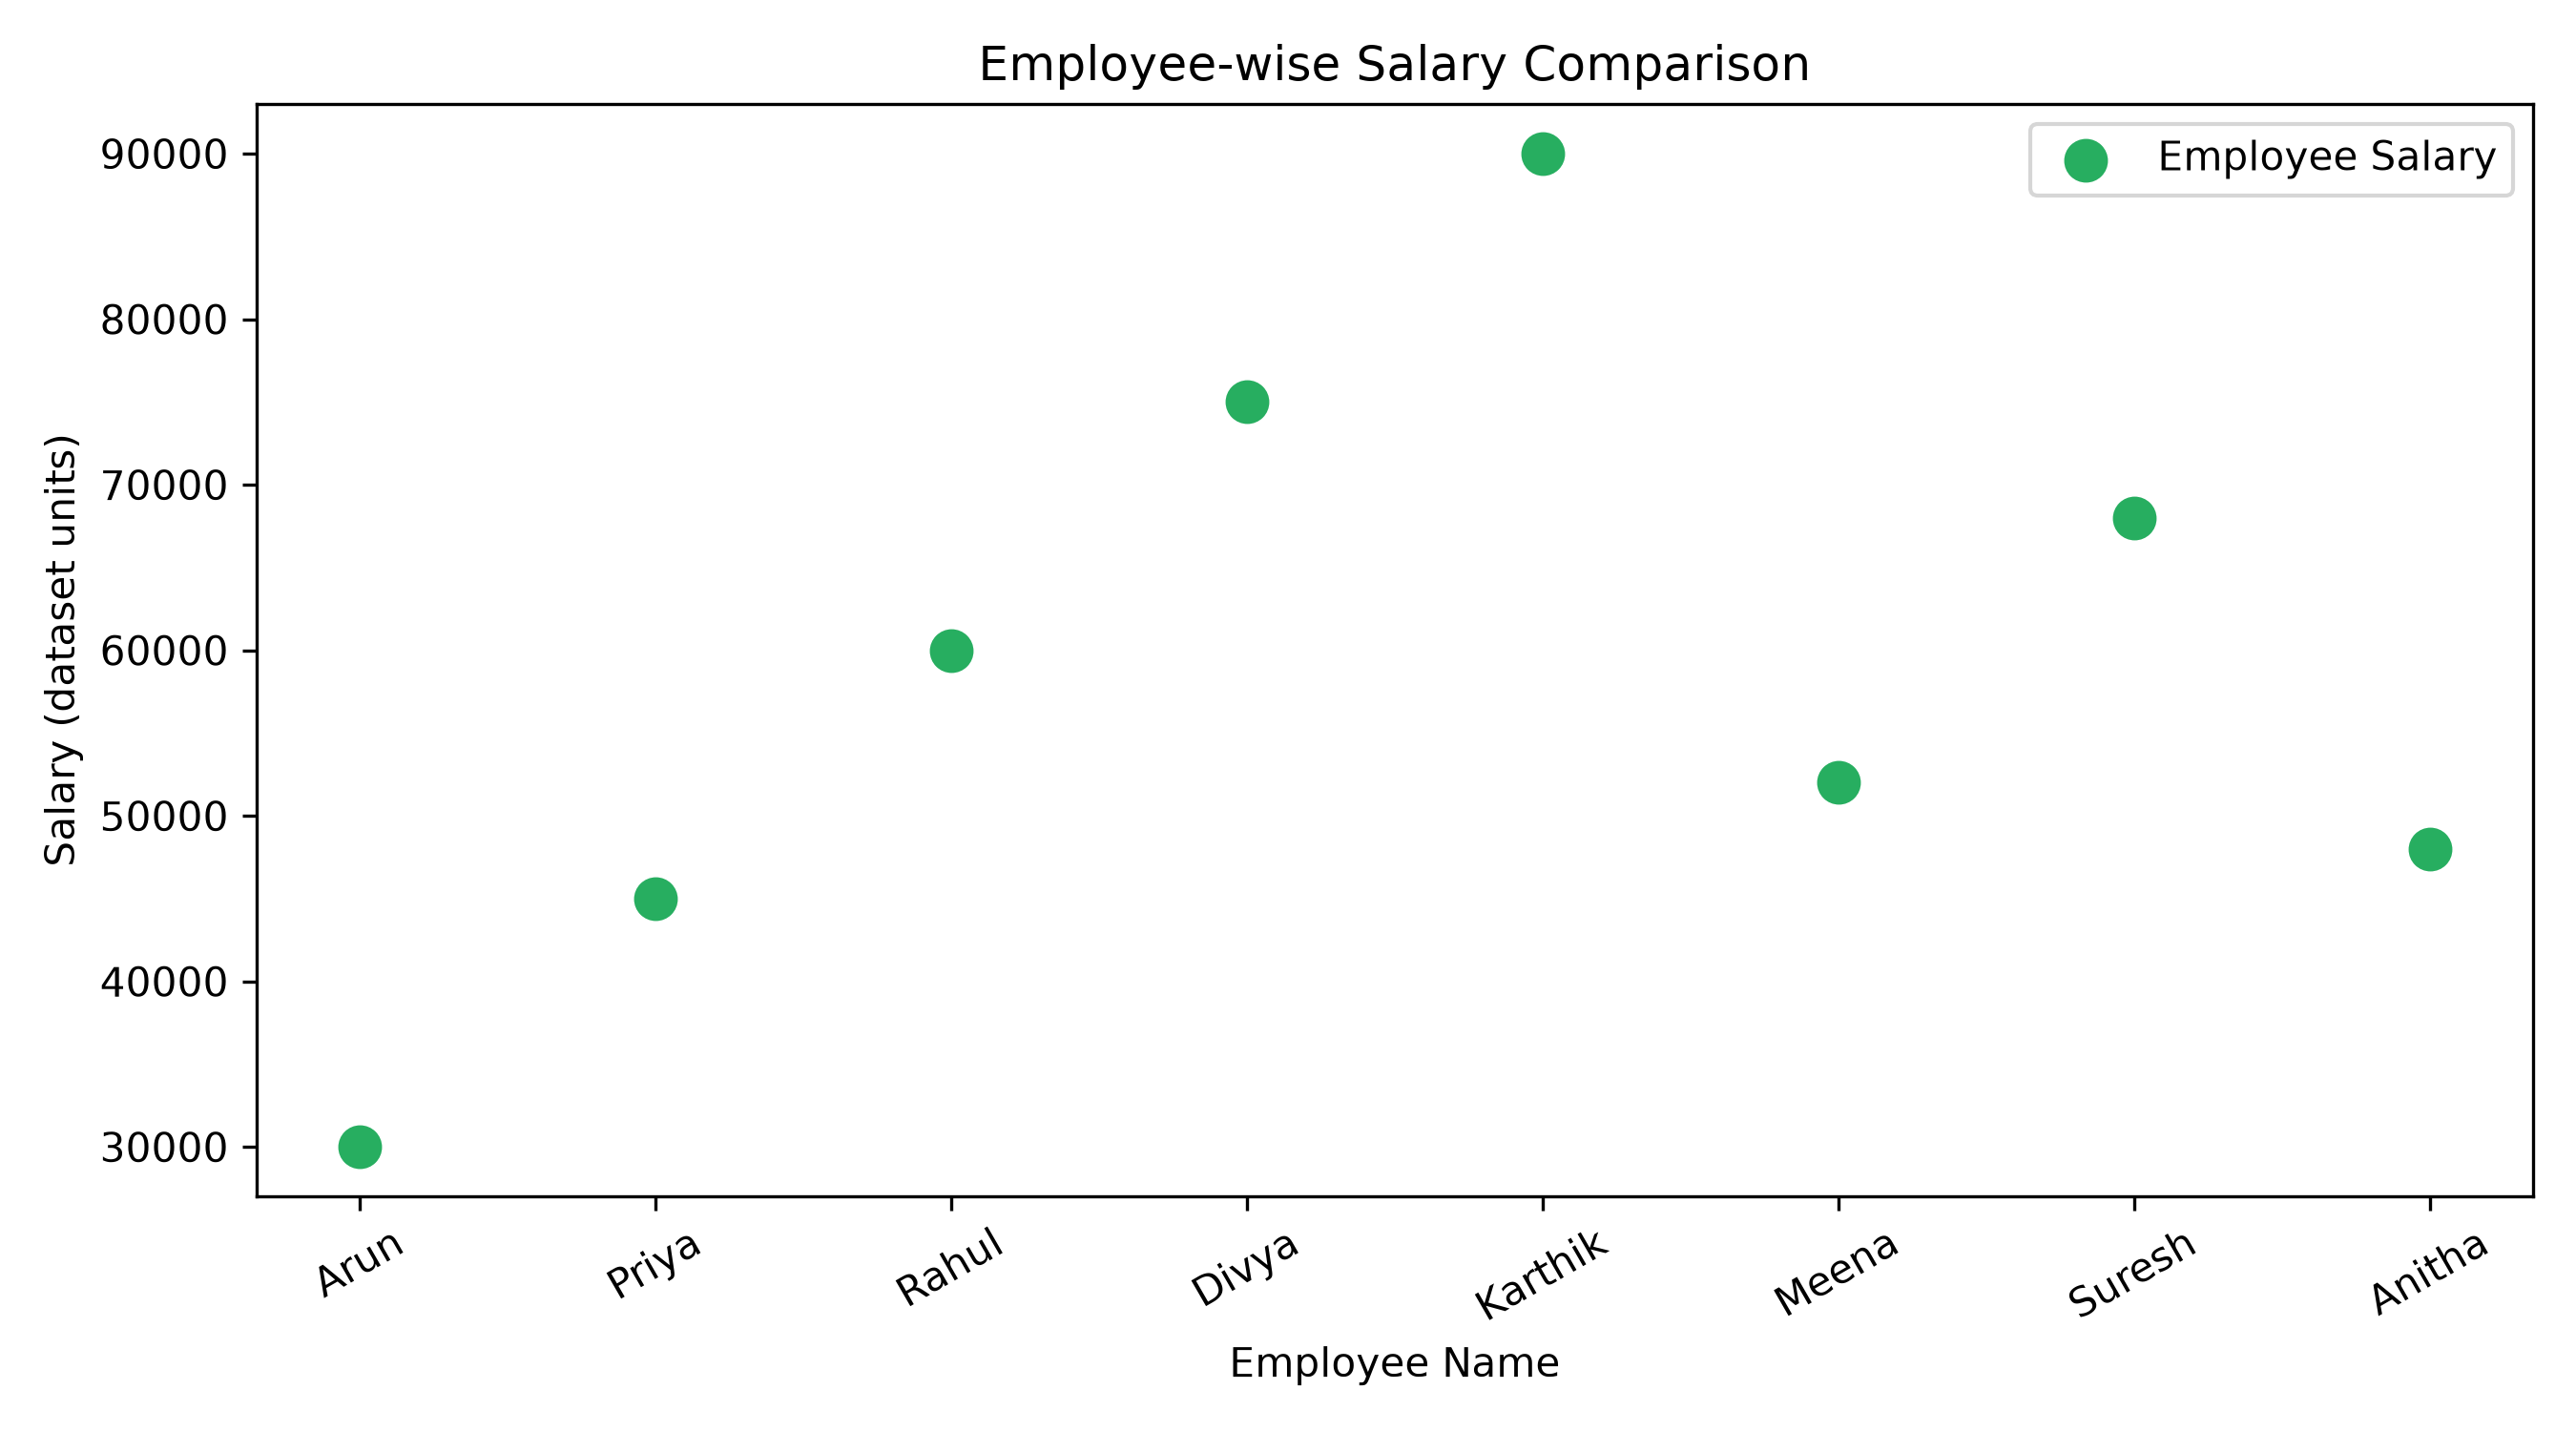 Employee-wise Salary Comparison
Employee Salary
90000
80000
70000
60000
50000
40000
30000
Salary (dataset units)
Arun Priya Rahul Divya Karthik Meena Suresh Anitha
Employee Name